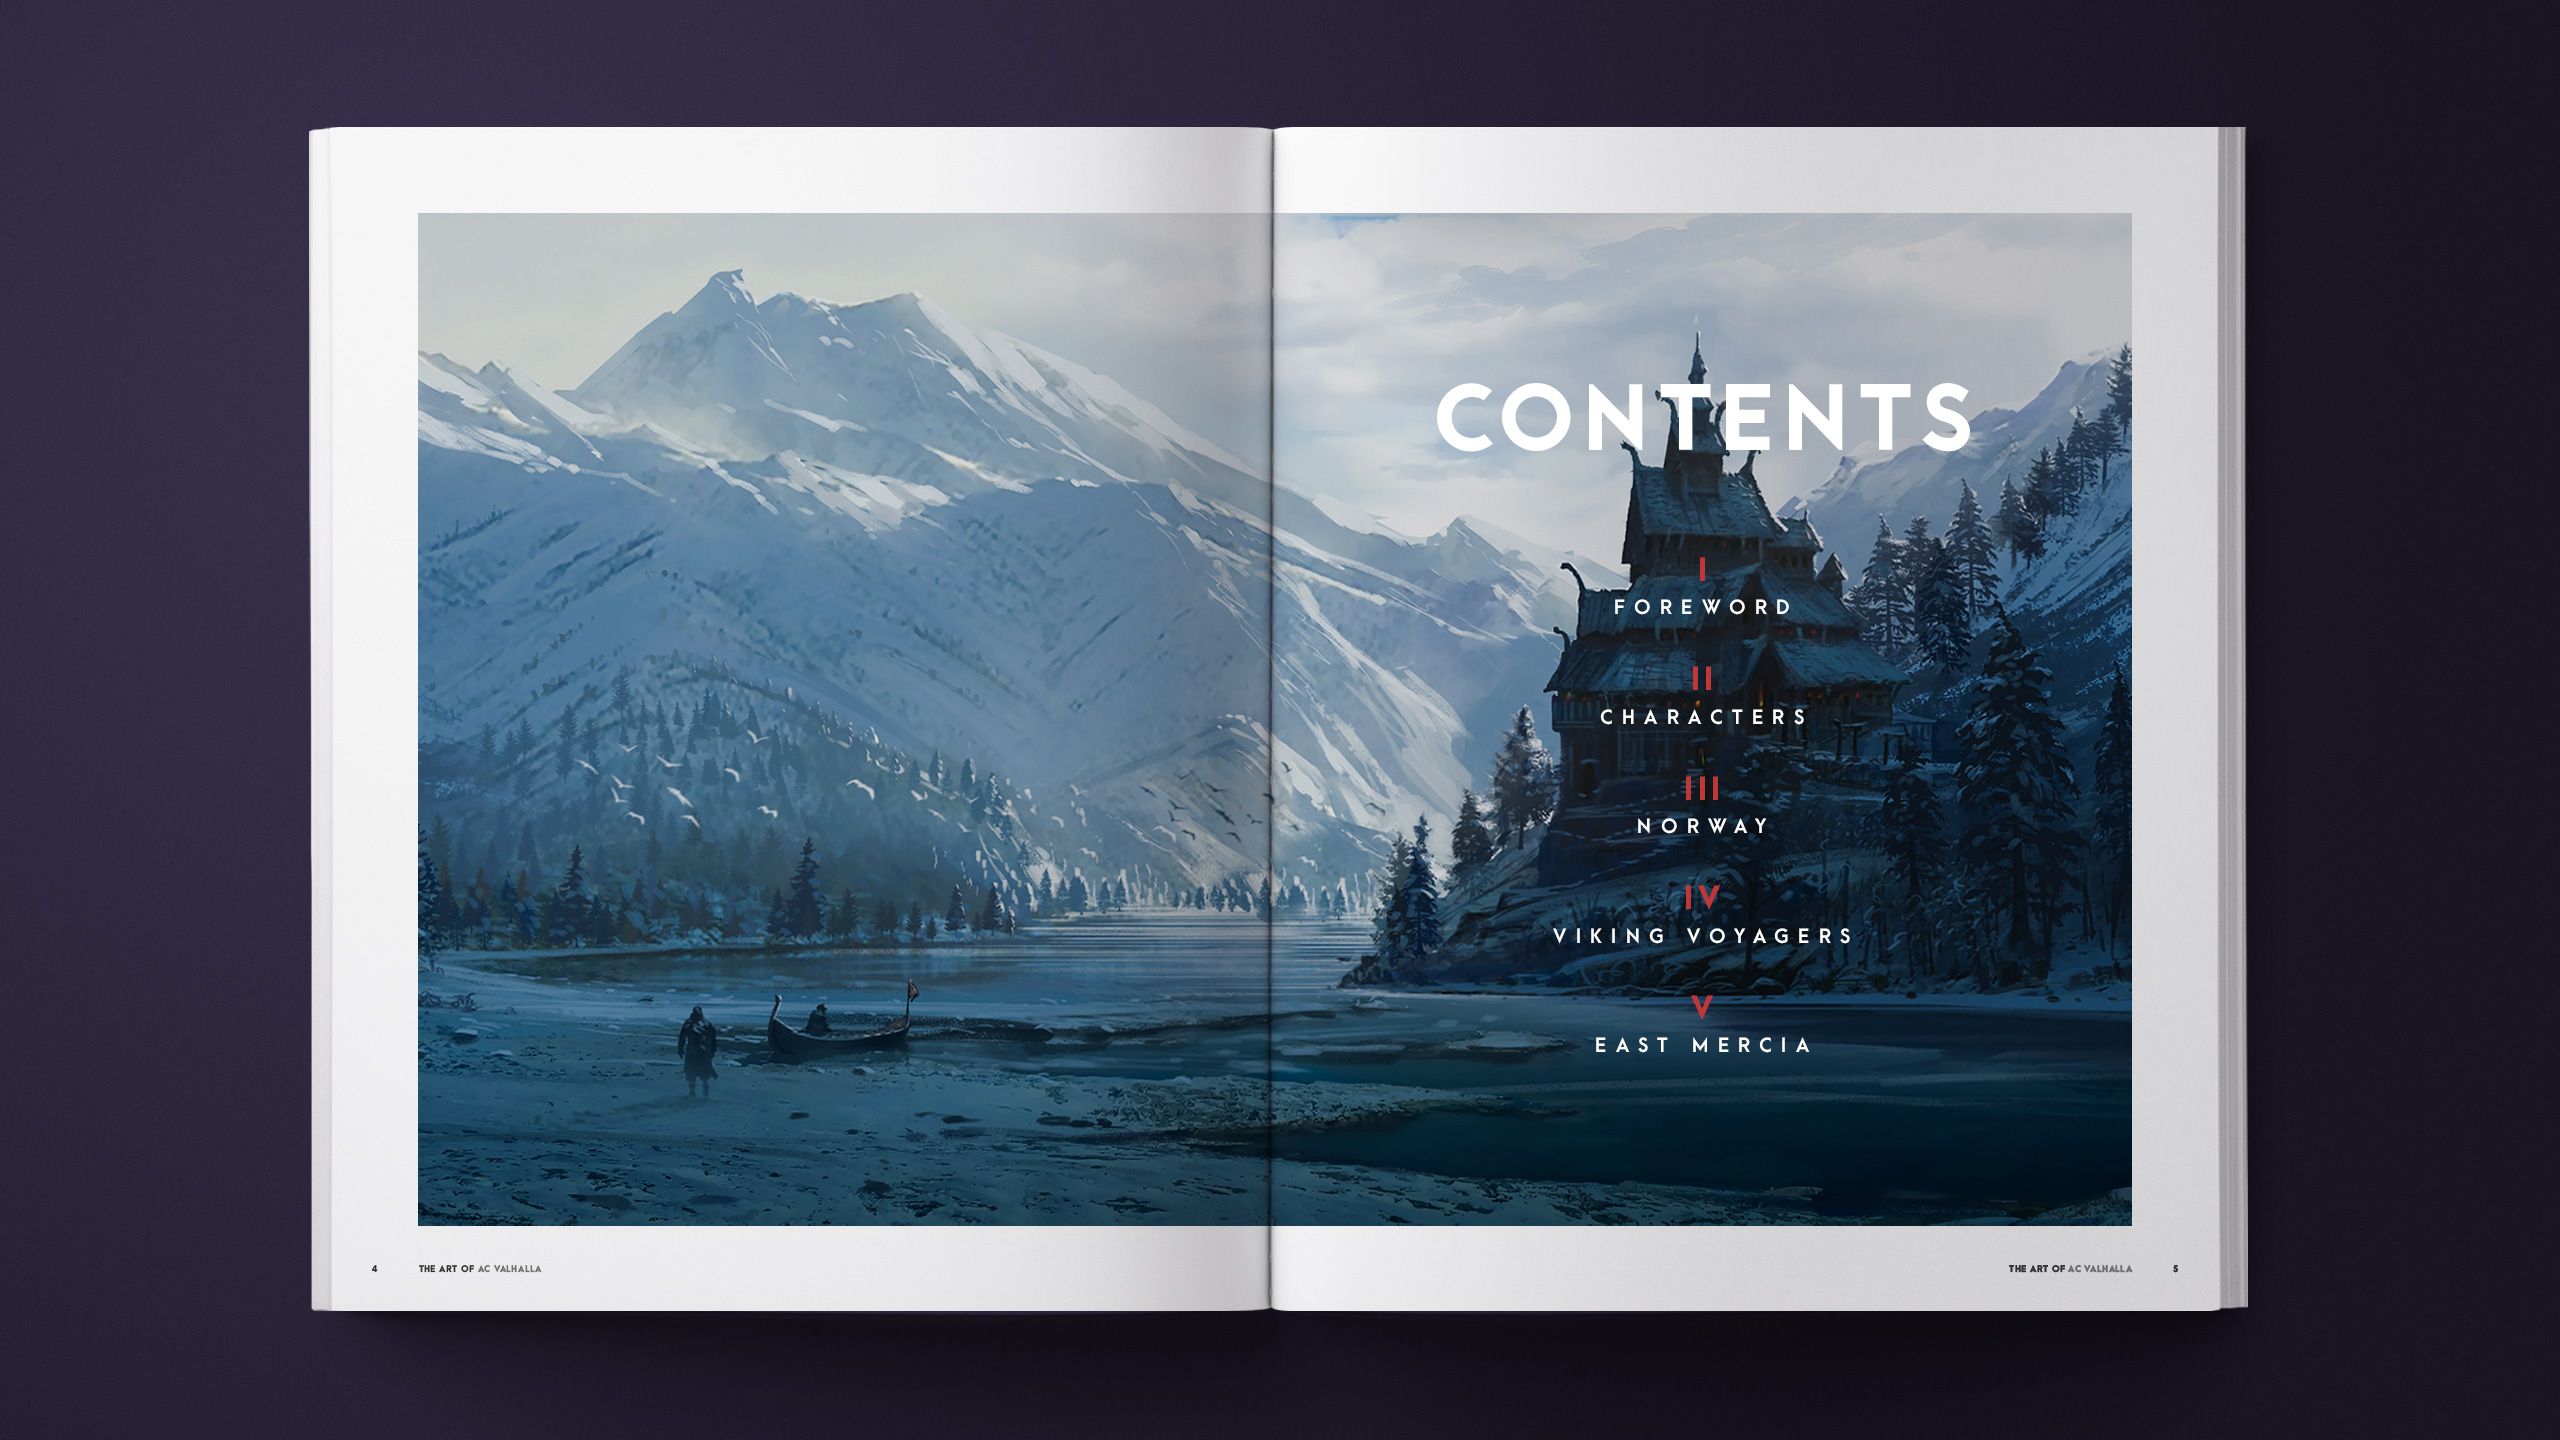 CONTENTS
I
FOREWORD
II
CHARACTERS
III
NORWAY
IV
VIKING VOYAGERS
V
EAST MERCIA
4 THE ART OF AC VALHALLA
THE ART OF AC VALHALLA 5